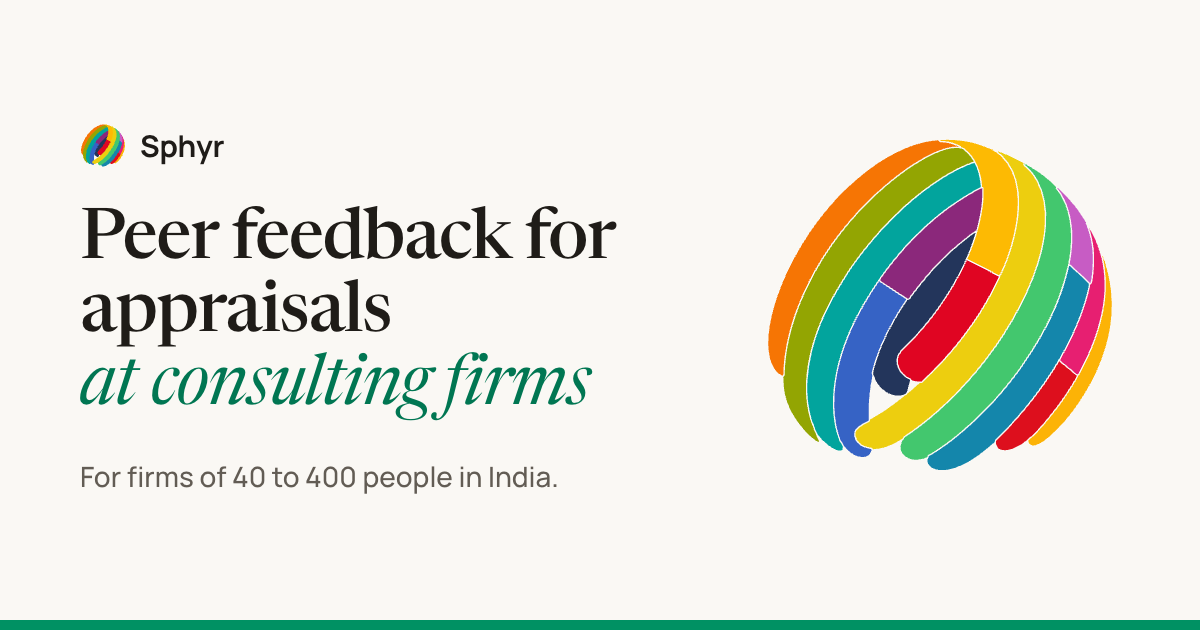 Sphyr
Peer feedback for
appraisals
at consulting firms
For firms of 40 to 400 people in India.